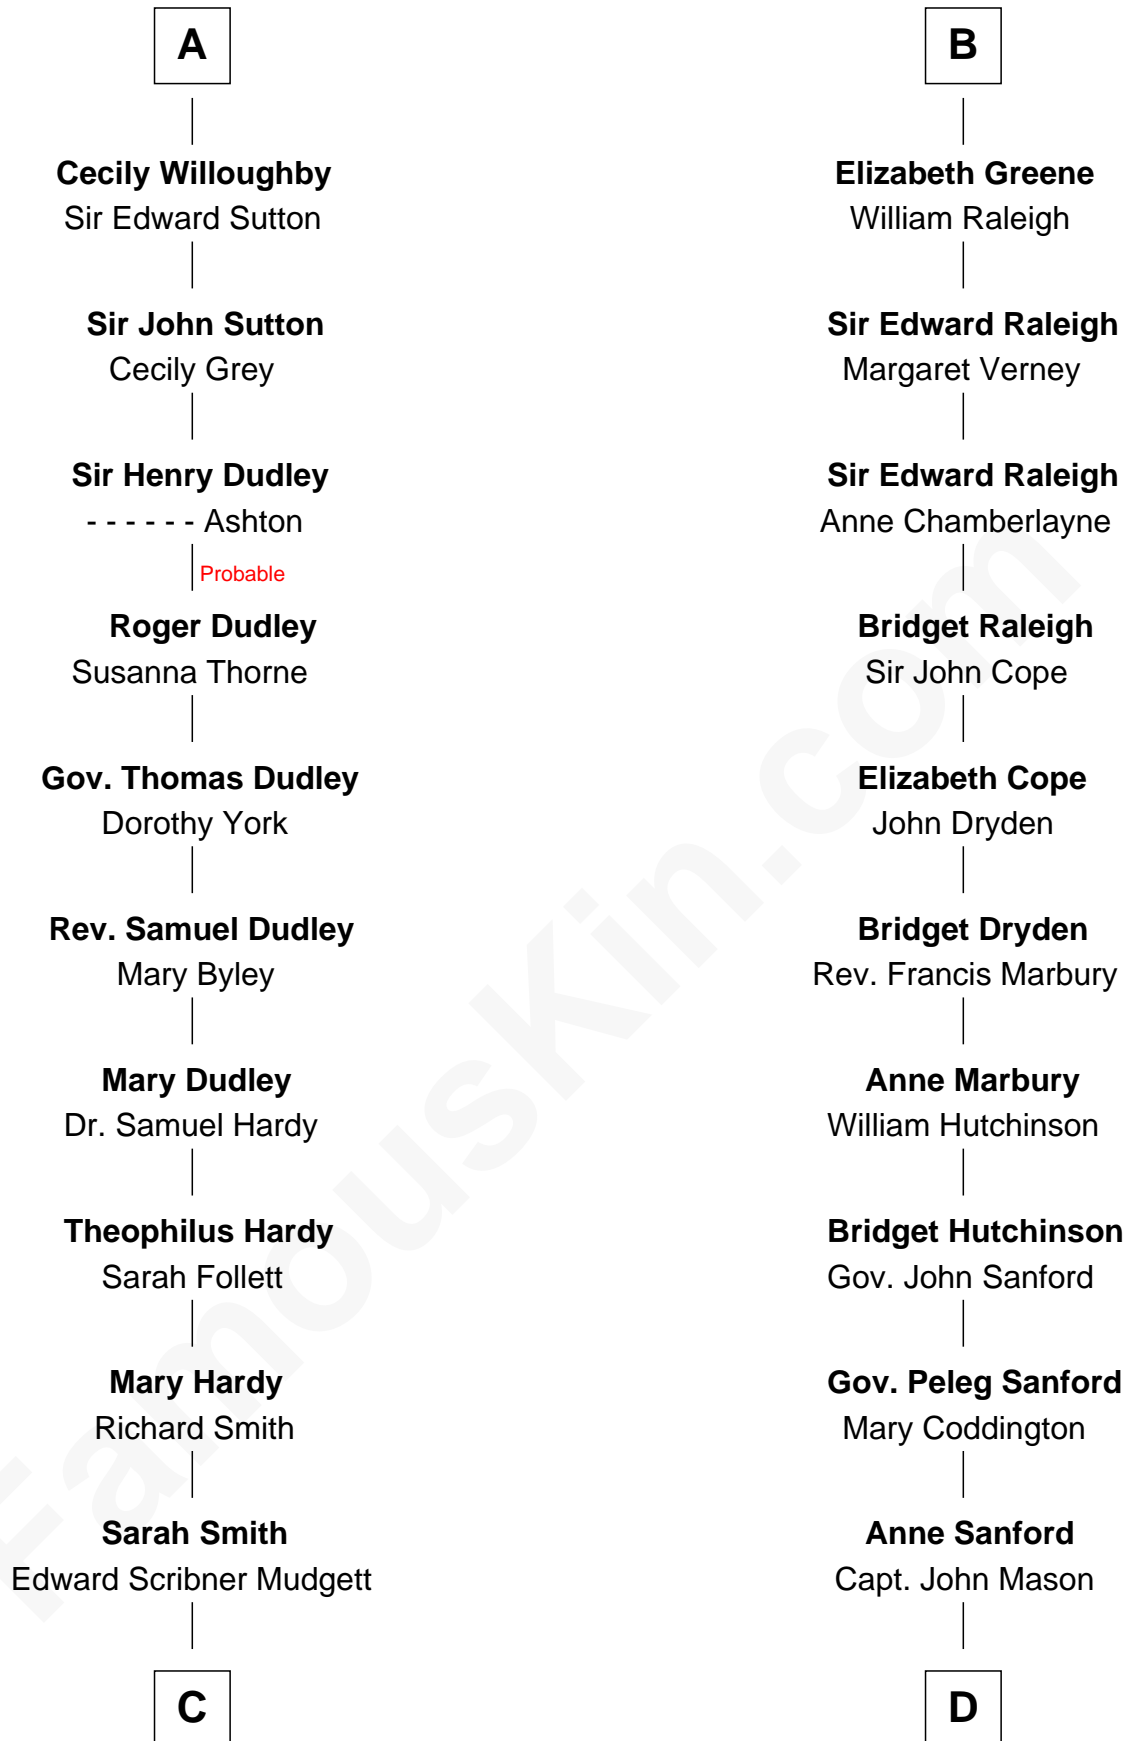 A
Cecily Willoughby
Sir Edward Sutton
Sir John Sutton
Cecily Grey
Sir Henry Dudley
- - - - - - Ashton
Probable
Roger Dudley
Susanna Thorne
Gov. Thomas Dudley
Dorothy York
Rev. Samuel Dudley
Mary Byley
Mary Dudley
Dr. Samuel Hardy
Theophilus Hardy
Sarah Follett
Mary Hardy
Richard Smith
Sarah Smith
Edward Scribner Mudgett
C
B
Elizabeth Greene
William Raleigh
Sir Edward Raleigh
Margaret Verney
Sir Edward Raleigh
Anne Chamberlayne
Bridget Raleigh
Sir John Cope
Elizabeth Cope
John Dryden
Bridget Dryden
Rev. Francis Marbury
Anne Marbury
William Hutchinson
Bridget Hutchinson
Gov. John Sanford
Gov. Peleg Sanford
Mary Coddington
Anne Sanford
Capt. John Mason
D
FamousKin.com